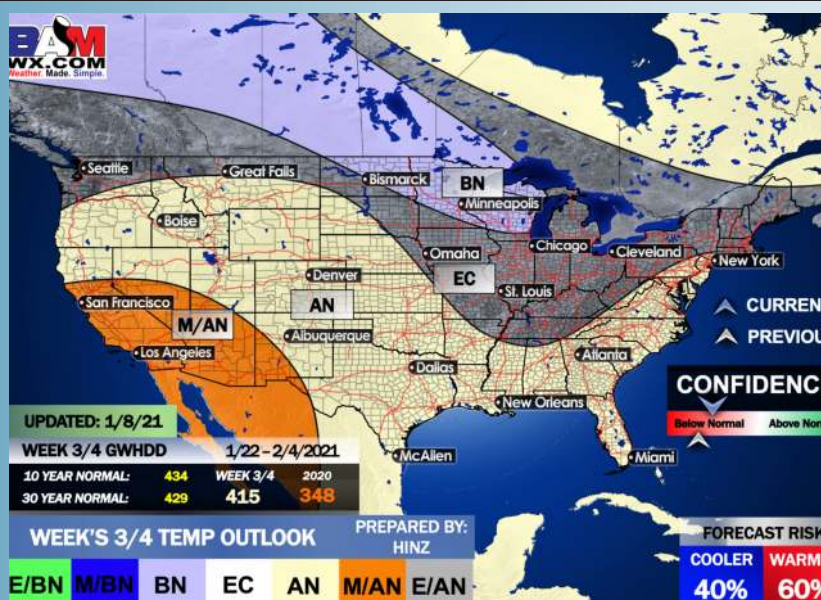 BAM
WX.COM
Weather. Made. Simple.
Seattle
Great Falls
Bismarck
BN
Minneapolis
Boise
Omaha
Chicago
Cleveland
New York
Denver
EC
St. Louis
San Francisco
M/AN
AN
Albuquerque
Los Angeles
Dallas
Atlanta
New Orleans
McAllen
Miami
CURREN
PREVIOU
CONFIDENC
Below Normal Above Nor
UPDATED: 1/8/21
WEEK 3/4 GWHDD 1/22 - 2/4/2021
10 YEAR NORMAL: 434 WEEK 3/4 2020
30 YEAR NORMAL: 429 415 348
WEEK'S 3/4 TEMP OUTLOOK
PREPARED BY:
HINZ
E/BN M/BN BN EC AN M/AN E/AN
FORECAST RISK
COOLER WARM
40% 60%